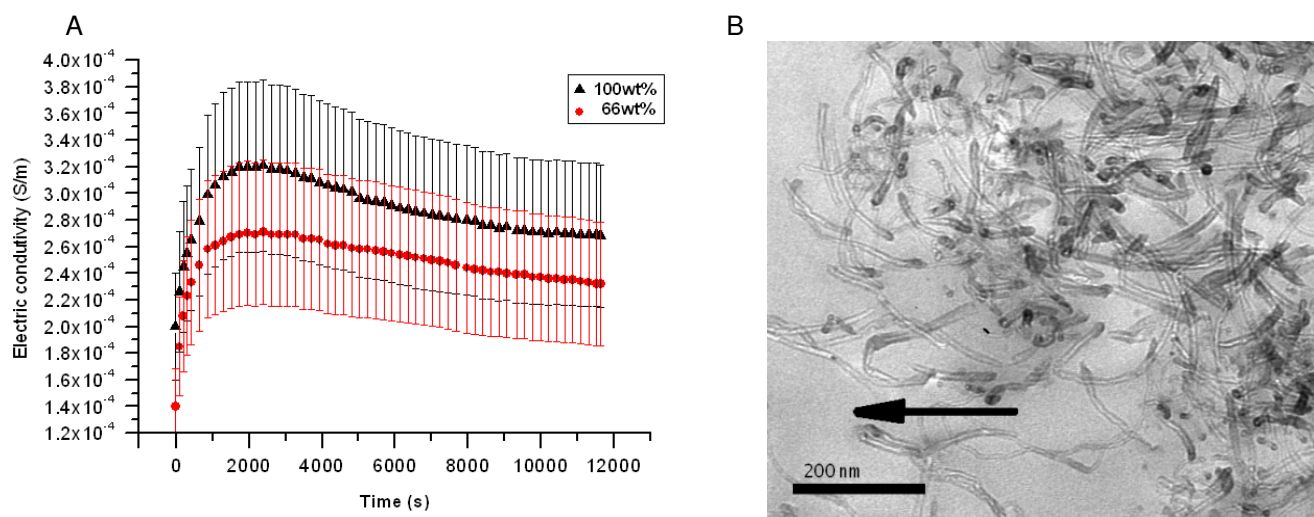 A
4.0x10⁻⁴
3.8x10⁻⁴
3.6x10⁻⁴
3.4x10⁻⁴
3.2x10⁻⁴
3.0x10⁻⁴
2.8x10⁻⁴
2.6x10⁻⁴
2.4x10⁻⁴
2.2x10⁻⁴
2.0x10⁻⁴
1.8x10⁻⁴
1.6x10⁻⁴
1.4x10⁻⁴
1.2x10⁻⁴
Electric condutivity (S/m)
100wt%
66wt%
0 2000 4000 6000 8000 10000 12000
Time (s)
B
200 nm